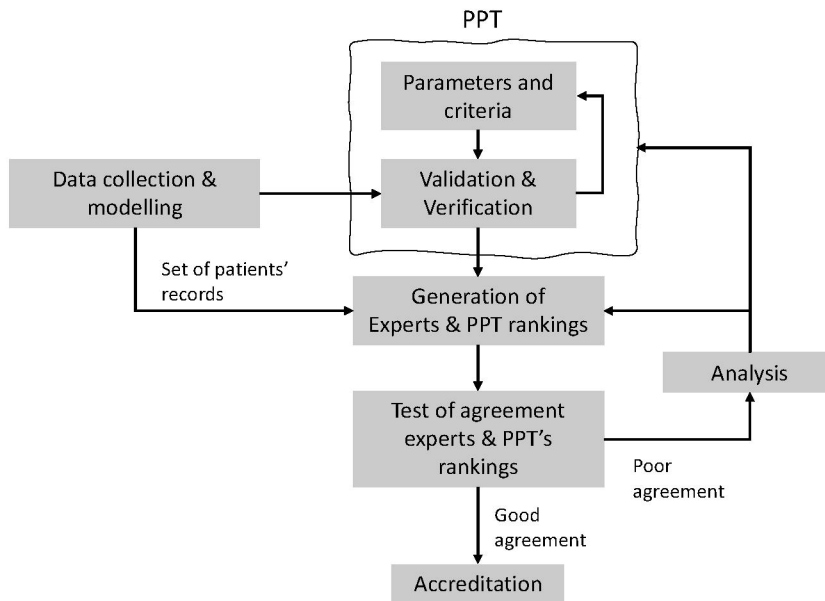 PPT
Parameters and
criteria
Data collection &
modelling
Validation &
Verification
Set of patients'
records
Generation of
Experts & PPT rankings
Analysis
Test of agreement
experts & PPT's
rankings
Poor
agreement
Good
agreement
Accreditation